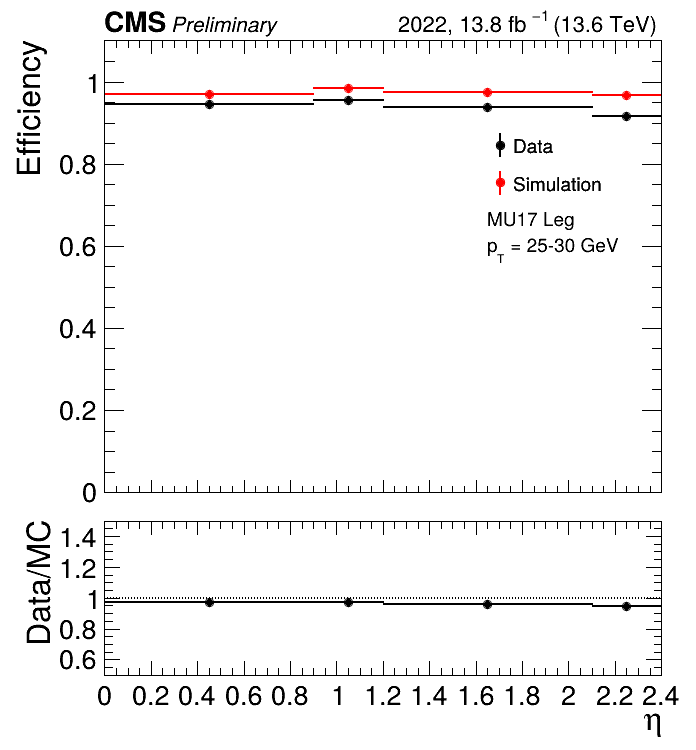 CMS Preliminary 2022, 13.8 fb⁻¹ (13.6 TeV)
Efficiency
1
0.8
0.6
0.4
0.2
0
Data
Simulation
MU17 Leg
p_T = 25-30 GeV
Data/MC
1.4
1.2
1
0.8
0.6
0 0.2 0.4 0.6 0.8 1 1.2 1.4 1.6 1.8 2 2.2 2.4
η